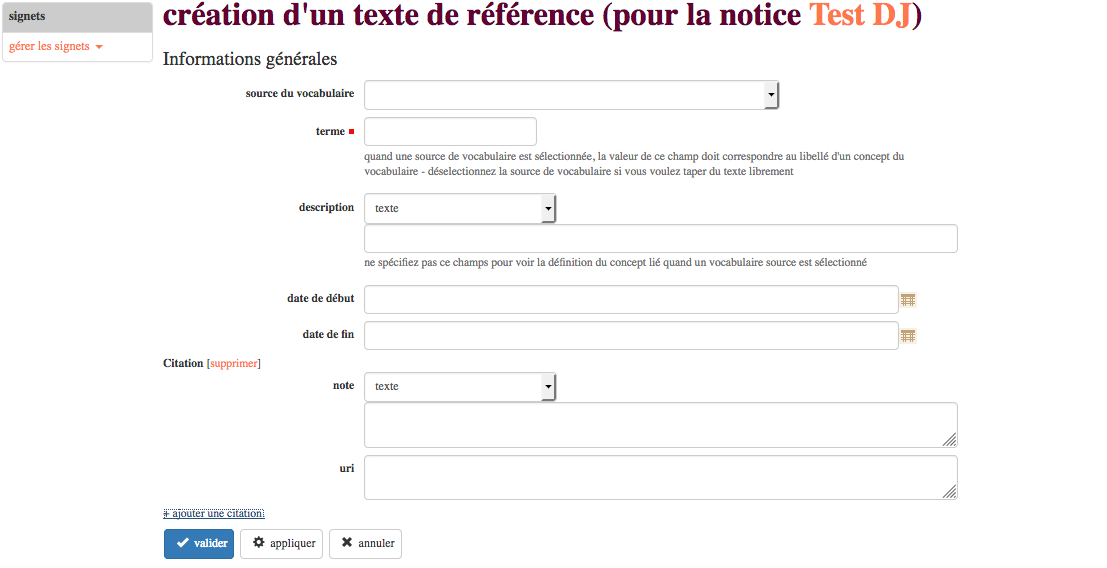 signets
gérer les signets
création d'un texte de référence (pour la notice Test DJ)
Informations générales
source du vocabulaire
terme
quand une source de vocabulaire est sélectionnée, la valeur de ce champ doit correspondre au libellé d'un concept du
vocabulaire - déselectionnez la source de vocabulaire si vous voulez taper du texte librement
description texte
ne spécifiez pas ce champs pour voir la définition du concept lié quand un vocabulaire source est sélectionné
date de début
date de fin
Citation [supprimer]
note texte
uri
+ ajouter une citation:
valider appliquer annuler